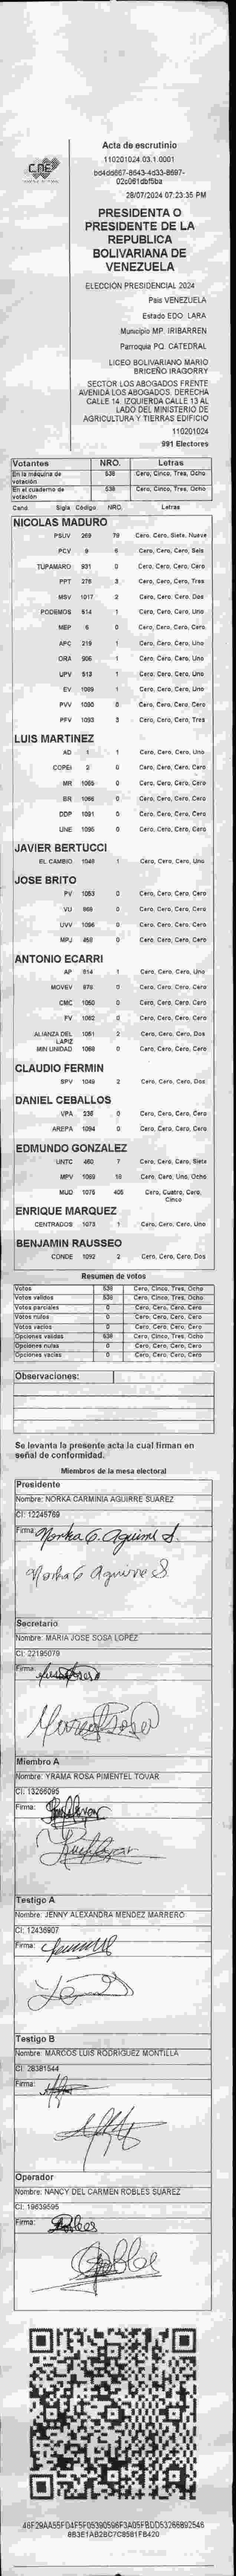 CNE
Acta de escrutinio
110201024.03.1.0001
28/07/2024 07:23:35 PM
PRESIDENTA O
PRESIDENTE DE LA
REPUBLICA
BOLIVARIANA DE
VENEZUELA
ELECCIÓN PRESIDENCIAL 2024
País VENEZUELA
Estado EDO. LARA
Municipio MP. IRIBARREN
Parroquia PQ. CATEDRAL
LICEO BOLIVARIANO MARIO
BRICEÑO IRAGORRY
SECTOR LOS ABOGADOS FRENTE
AVENIDA LOS ABOGADOS. DERECHA
CALLE 14. IZQUIERDA CALLE 13 AL
LADO DEL MINISTERIO DE
AGRICULTURA Y TIERRAS EDIFICIO
110201024
991 Electores
Votantes NRO. Letras
En la máquina de votación 538 Cero, Cinco, Tres, Ocho
En el cuaderno de votación 538 Cero, Cinco, Tres, Ocho
Cand Sigla Código NRO. Letras
NICOLAS MADURO
PSUV 269 79 Cero, Cero, Siete, Nueve
PCV 9 6 Cero, Cero, Cero, Seis
TUPAMARO 931 0 Cero, Cero, Cero, Cero
PPT 276 3 Cero, Cero, Cero, Tres
MSV 1017 2 Cero, Cero, Cero, Dos
PODEMOS 514 1 Cero, Cero, Cero, Uno
MEP 6 0 Cero, Cero, Cero, Cero
APC 219 1 Cero, Cero, Cero, Uno
ORA 906 1 Cero, Cero, Cero, Uno
UPV 513 1 Cero, Cero, Cero, Uno
EV 1089 1 Cero, Cero, Cero, Uno
PVV 1090 0 Cero, Cero, Cero, Cero
PFV 1093 3 Cero, Cero, Cero, Tres
LUIS MARTINEZ
AD 1 1 Cero, Cero, Cero, Uno
COPEI 2 0 Cero, Cero, Cero, Cero
MR 1065 0 Cero, Cero, Cero, Cero
BR 1066 0 Cero, Cero, Cero, Cero
DDP 1091 0 Cero, Cero, Cero, Cero
UNE 1095 0 Cero, Cero, Cero, Cero
JAVIER BERTUCCI
EL CAMBIO 1048 1 Cero, Cero, Cero, Uno
JOSE BRITO
PV 1053 0 Cero, Cero, Cero, Cero
VU 868 0 Cero, Cero, Cero, Cero
UVV 1096 0 Cero, Cero, Cero, Cero
MPJ 458 0 Cero, Cero, Cero, Cero
ANTONIO ECARRI
AP 814 1 Cero, Cero, Cero, Uno
MOVEV 978 0 Cero, Cero, Cero, Cero
CMC 1050 0 Cero, Cero, Cero, Cero
FV 1062 0 Cero, Cero, Cero, Cero
ALIANZA DEL LAPIZ 1051 2 Cero, Cero, Cero, Dos
MIN UNIDAD 1068 0 Cero, Cero, Cero, Cero
CLAUDIO FERMIN
SPV 1049 2 Cero, Cero, Cero, Dos
DANIEL CEBALLOS
VPA 236 0 Cero, Cero, Cero, Cero
AREPA 1094 0 Cero, Cero, Cero, Cero
EDMUNDO GONZALEZ
UNTC 460 7 Cero, Cero, Cero, Siete
MPV 1069 18 Cero, Cero, Uno, Ocho
MUD 1075 405 Cero, Cuatro, Cero, Cinco
ENRIQUE MARQUEZ
CENTRADOS 1073 1 Cero, Cero, Cero, Uno
BENJAMIN RAUSSEO
CONDE 1092 2 Cero, Cero, Cero, Dos
Resumen de votos
Votos 538 Cero, Cinco, Tres, Ocho
Votos validos 538 Cero, Cinco, Tres, Ocho
Votos parciales 0 Cero, Cero, Cero, Cero
Votos nulos 0 Cero, Cero, Cero, Cero
Votos vacíos 0 Cero, Cero, Cero, Cero
Opciones validas 538 Cero, Cinco, Tres, Ocho
Opciones nulas 0 Cero, Cero, Cero, Cero
Opciones vacías 0 Cero, Cero, Cero, Cero
Observaciones:
Se levanta la presente acta la cual firman en
señal de conformidad.
Miembros de la mesa electoral
Presidente
Nombre: NORKA CARMINIA AGUIRRE SUAREZ
CI: 12245769
Firma: Norka C. Aguirre S.
Norka C Aguirre S
Secretario
Nombre: MARIA JOSE SOSA LOPEZ
CI: 22195079
Firma:
Miembro A
Nombre: YRAMA ROSA PIMENTEL TOVAR
CI: 13266095
Firma:
Testigo A
Nombre: JENNY ALEXANDRA MENDEZ MARRERO
CI: 12436907
Firma:
Testigo B
Nombre: MARCOS LUIS RODRIGUEZ MONTILLA
CI: 28381544
Firma:
Operador
Nombre: NANCY DEL CARMEN ROBLES SUAREZ
CI: 19639595
Firma: Robles
Robles